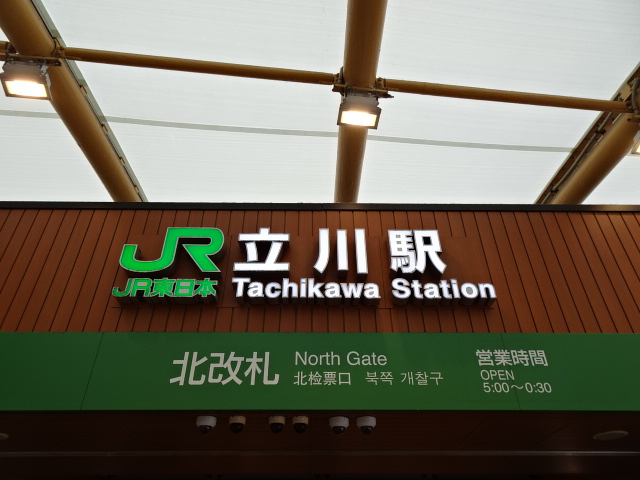 JR 立川駅
JR東日本 Tachikawa Station
北改札 North Gate 営業時間
北检票口 북쪽 개찰구 OPEN
5:00～0:30